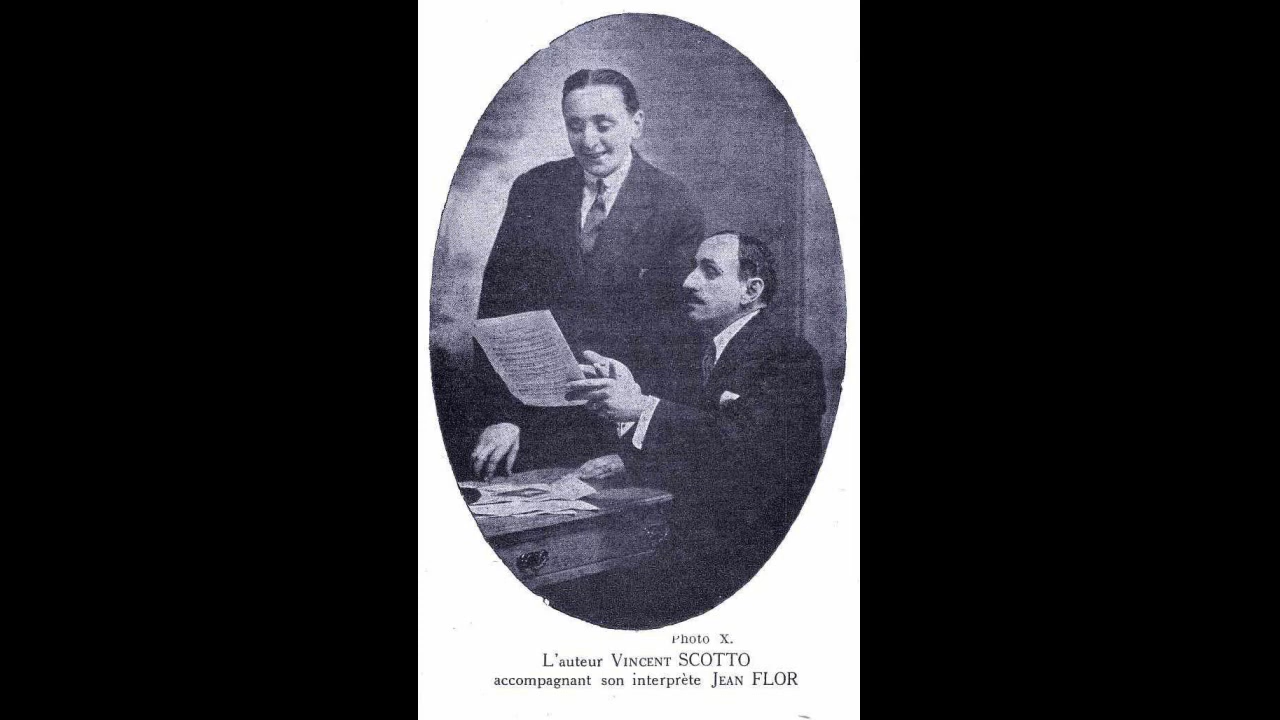 Photo X.
L'auteur VINCENT SCOTTO
accompagnant son interprète JEAN FLOR